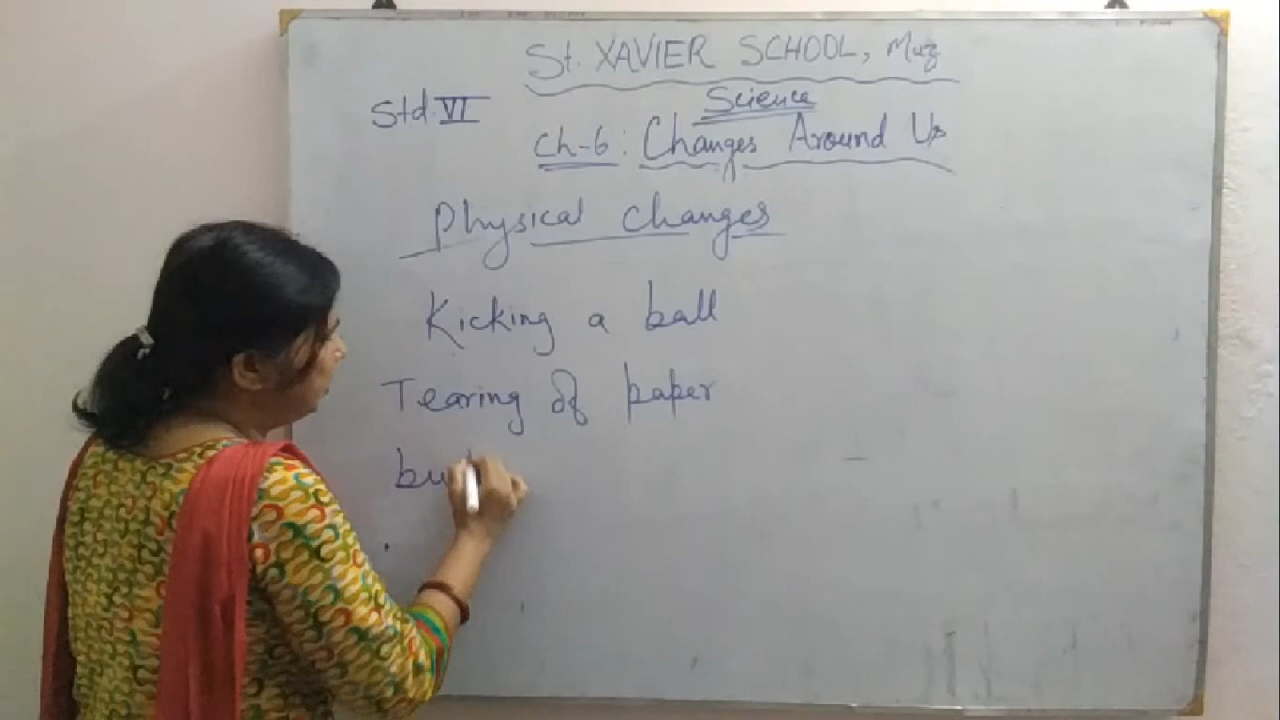 St. XAVIER SCHOOL, Muz
Std. VI
Science
Ch-6: Changes Around Us
Physical Changes
Kicking a ball
Tearing of paper